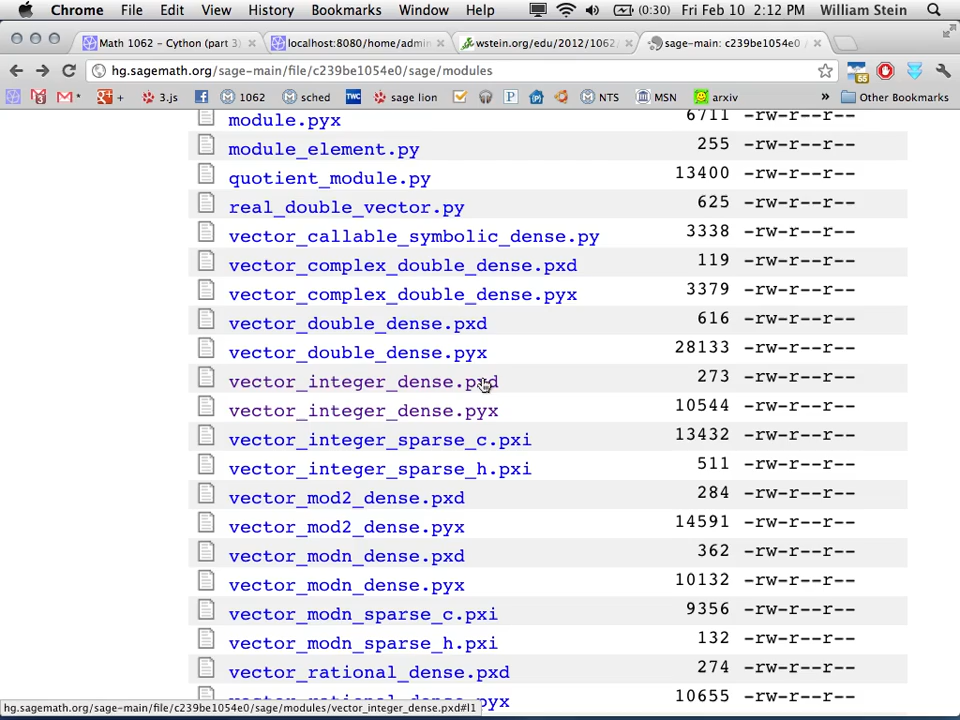 Chrome File Edit View History Bookmarks Window Help (0:30) Fri Feb 10 2:12 PM William Stein
Math 1062 - Cython (part 3) localhost:8080/home/admin wstein.org/edu/2012/1062 sage-main: c239be1054e0
hg.sagemath.org/sage-main/file/c239be1054e0/sage/modules 55
3.js 1062 sched TWC sage lion P NTS MSN arxiv » Other Bookmarks
module.pyx 6711 -rw-r--r--
module_element.py 255 -rw-r--r--
quotient_module.py 13400 -rw-r--r--
real_double_vector.py 625 -rw-r--r--
vector_callable_symbolic_dense.py 3338 -rw-r--r--
vector_complex_double_dense.pxd 119 -rw-r--r--
vector_complex_double_dense.pyx 3379 -rw-r--r--
vector_double_dense.pxd 616 -rw-r--r--
vector_double_dense.pyx 28133 -rw-r--r--
vector_integer_dense.pxd 273 -rw-r--r--
vector_integer_dense.pyx 10544 -rw-r--r--
vector_integer_sparse_c.pxi 13432 -rw-r--r--
vector_integer_sparse_h.pxi 511 -rw-r--r--
vector_mod2_dense.pxd 284 -rw-r--r--
vector_mod2_dense.pyx 14591 -rw-r--r--
vector_modn_dense.pxd 362 -rw-r--r--
vector_modn_dense.pyx 10132 -rw-r--r--
vector_modn_sparse_c.pxi 9356 -rw-r--r--
vector_modn_sparse_h.pxi 132 -rw-r--r--
vector_rational_dense.pxd 274 -rw-r--r--
vector_rational_dense.pyx 10655 -rw-r--r--
hg.sagemath.org/sage-main/file/c239be1054e0/sage/modules/vector_integer_dense.pxd#l1